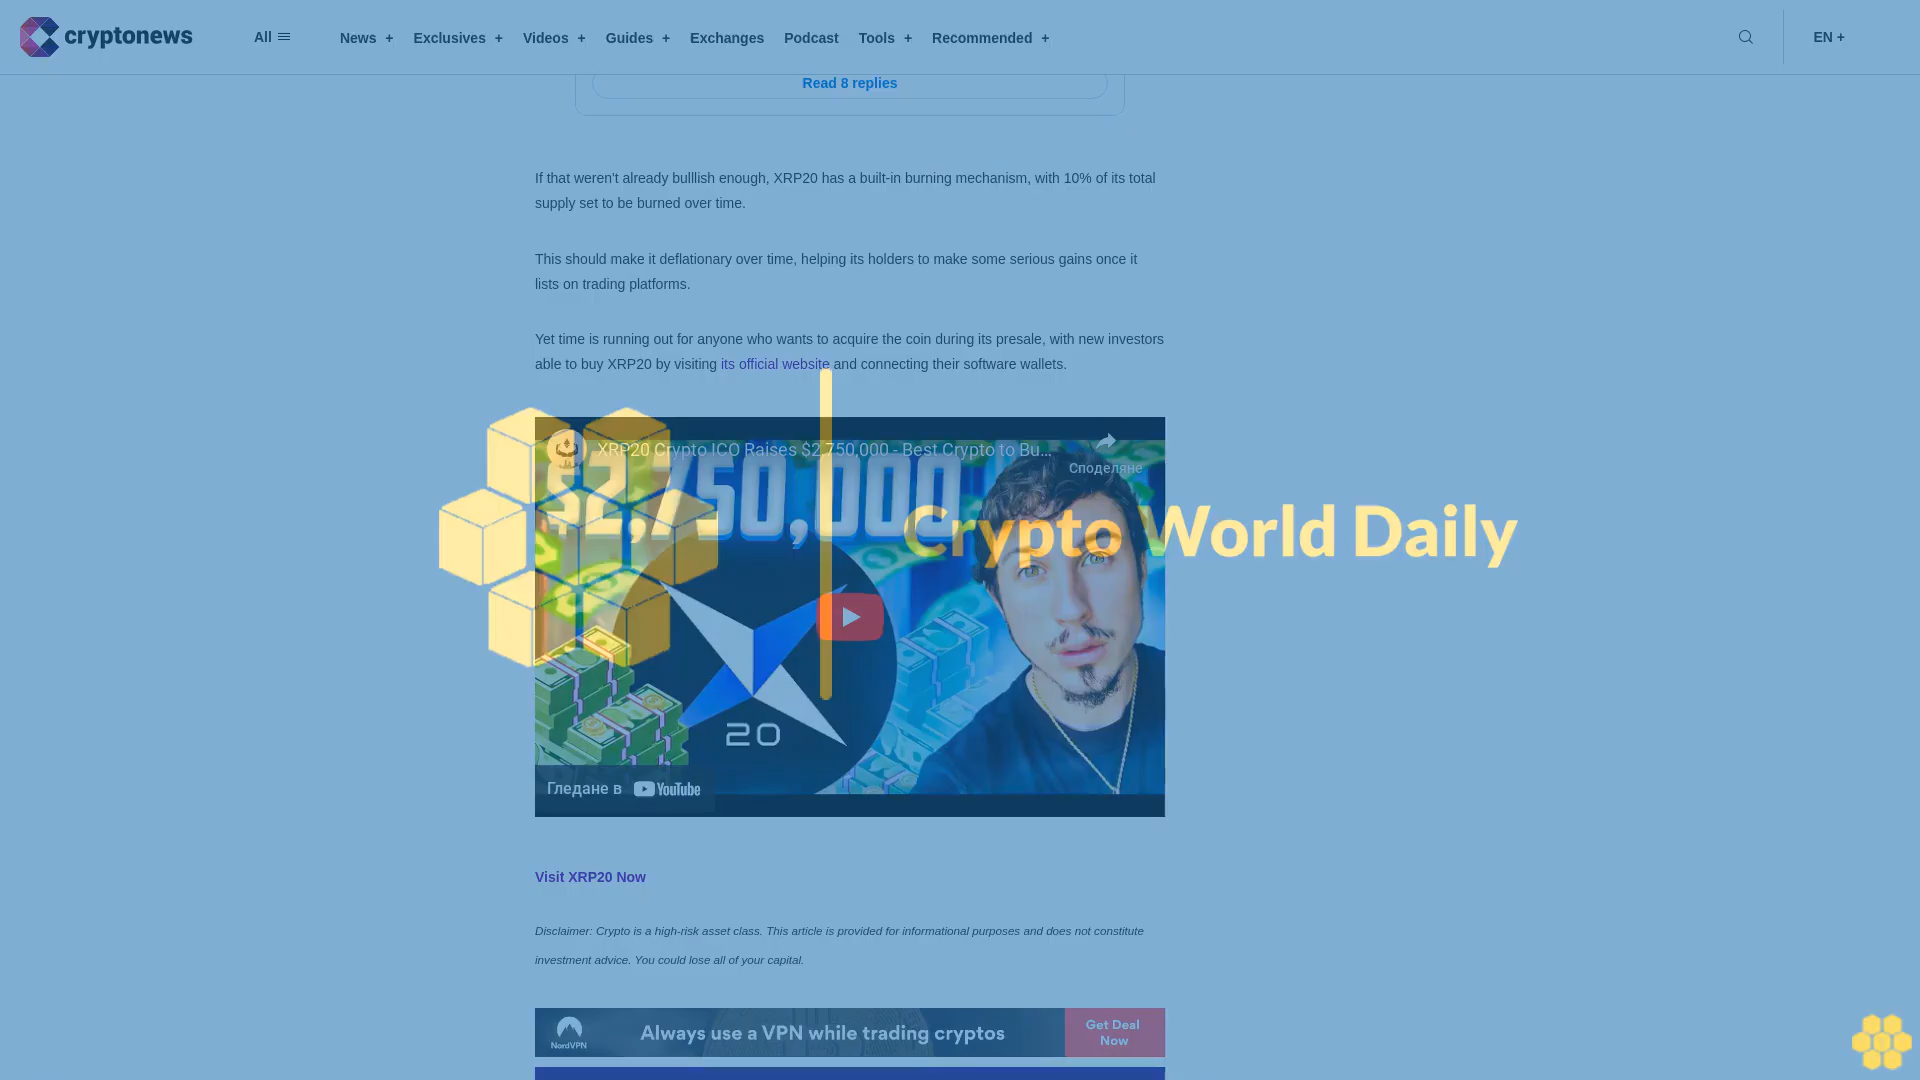 cryptonews
All
News +
Exclusives +
Videos +
Guides +
Exchanges
Podcast
Tools +
Recommended +
EN +
Read 8 replies
If that weren't already bulllish enough, XRP20 has a built-in burning mechanism, with 10% of its total
supply set to be burned over time.
This should make it deflationary over time, helping its holders to make some serious gains once it
lists on trading platforms.
Yet time is running out for anyone who wants to acquire the coin during its presale, with new investors
able to buy XRP20 by visiting its official website and connecting their software wallets.
XRP20 Crypto ICO Raises $2,750,000 - Best Crypto to Bu...
Споделяне
$2,750,000
Crypto World Daily
20
Гледане в YouTube
Visit XRP20 Now
Disclaimer: Crypto is a high-risk asset class. This article is provided for informational purposes and does not constitute
investment advice. You could lose all of your capital.
NordVPN
Always use a VPN while trading cryptos
Get Deal
Now